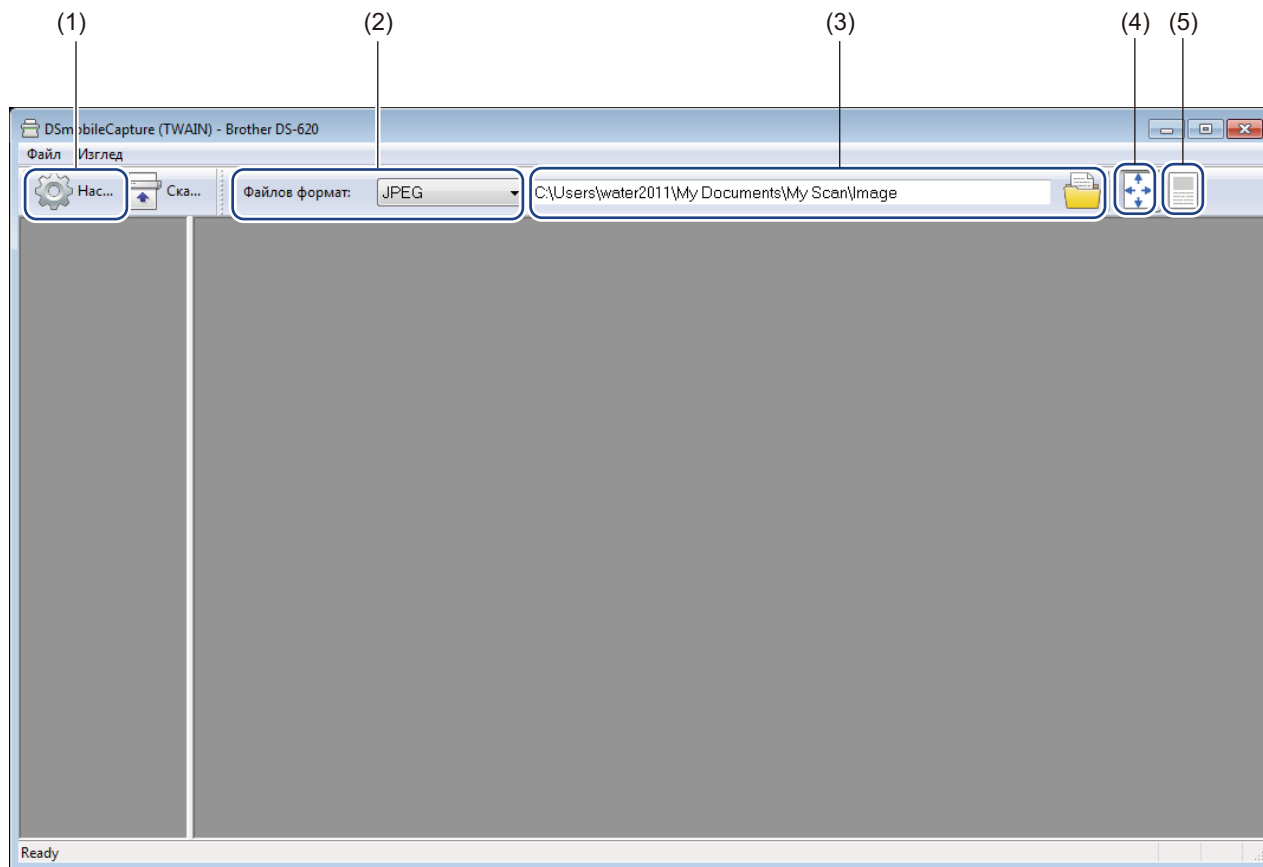 (1) (2) (3) (4) (5)
DSmobileCapture (TWAIN) - Brother DS-620
Файл Изглед
Нас... Ска... Файлов формат: JPEG C:\Users\water2011\My Documents\My Scan\Image
Ready